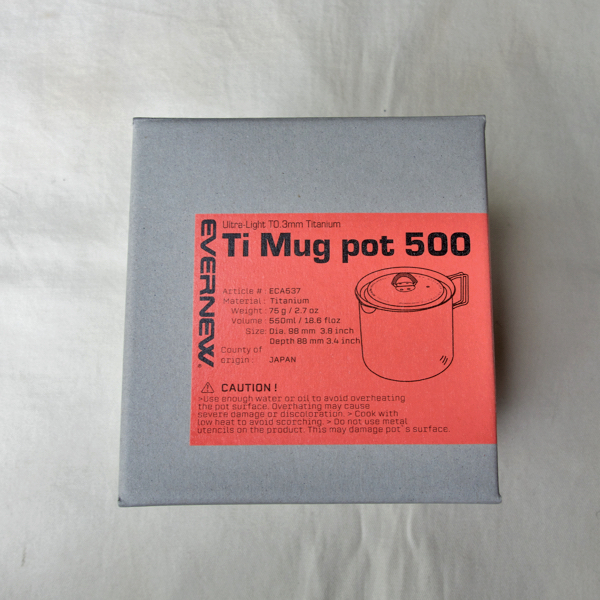 EVERNEW
Ultre-Light T0.3mm Titanium
Ti Mug pot 500
Article # ECA537
Material : Titanium
Weight : 75 g / 2.7 oz
Volume : 560ml / 18.6 floz
Size: Dia. 98 mm 3.8 inch
Depth 88 mm 3.4 inch
County of
origin : JAPAN
⚠ CAUTION !
>Use enough water or oil to avoid overheating
the pot surface. Overhating may cause
severe damage or discoloration. > Cook with
low heat to avoid scorching. > Do not use metal
utencils on the product. This may damage pot's surface.